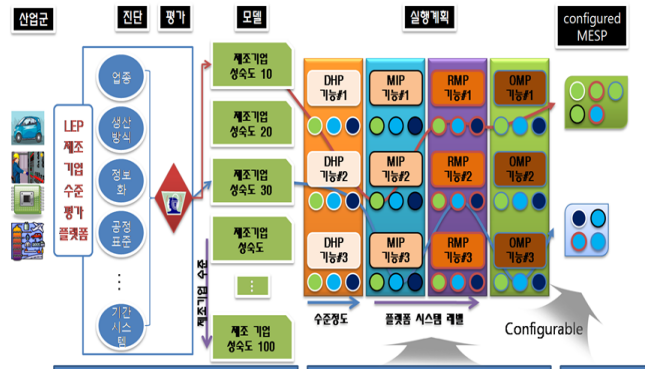 산업군
진단
평가
모델
실행계획
configured
MESP
LEP
제조
기업
수준
평가
플랫폼
업종
생산
방식
정보
화
공정
표준
기간
시스
템
제조기업
성숙도 10
제조기업
성숙도 20
제조기업
성숙도 30
제조기업
성숙도
제조 기업
성숙도 100
제조기업 수준
DHP
기능#1
MIP
기능#1
RMP
기능#1
OMP
기능#1
DHP
기능#2
MIP
기능#2
RMP
기능#2
OMP
기능#2
DHP
기능#3
MIP
기능#3
RMP
기능#3
OMP
기능#3
수준정도
플랫폼 시스템 레벨
Configurable